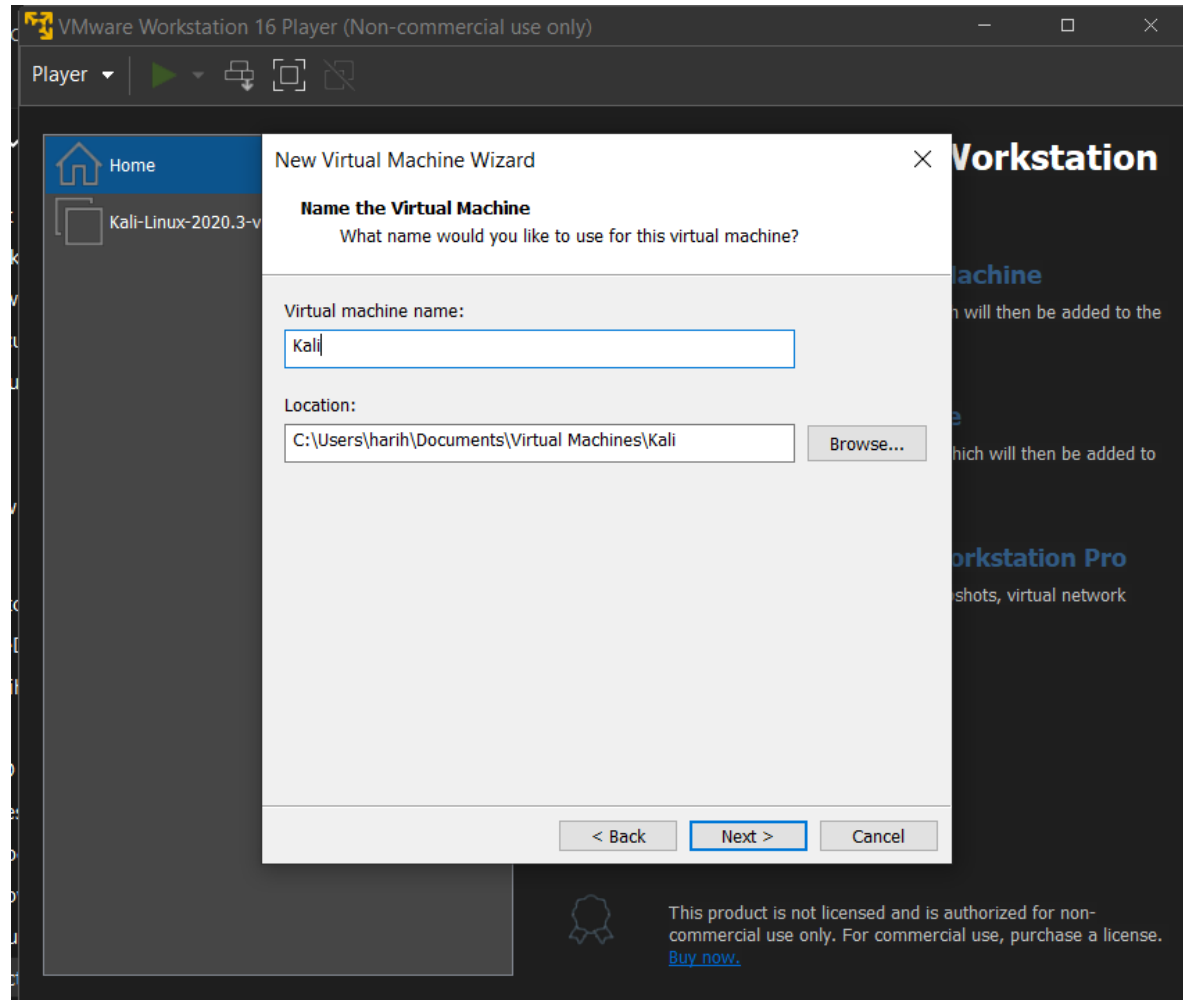 VMware Workstation 16 Player (Non-commercial use only)
Player
Home
Kali-Linux-2020.3-v
New Virtual Machine Wizard
Name the Virtual Machine
What name would you like to use for this virtual machine?
Virtual machine name:
Kali
Location:
C:\Users\harih\Documents\Virtual Machines\Kali
Browse...
< Back
Next >
Cancel
Workstation
achine
will then be added to the
hich will then be added to
orkstation Pro
shots, virtual network
This product is not licensed and is authorized for non-
commercial use only. For commercial use, purchase a license.
Buy now.